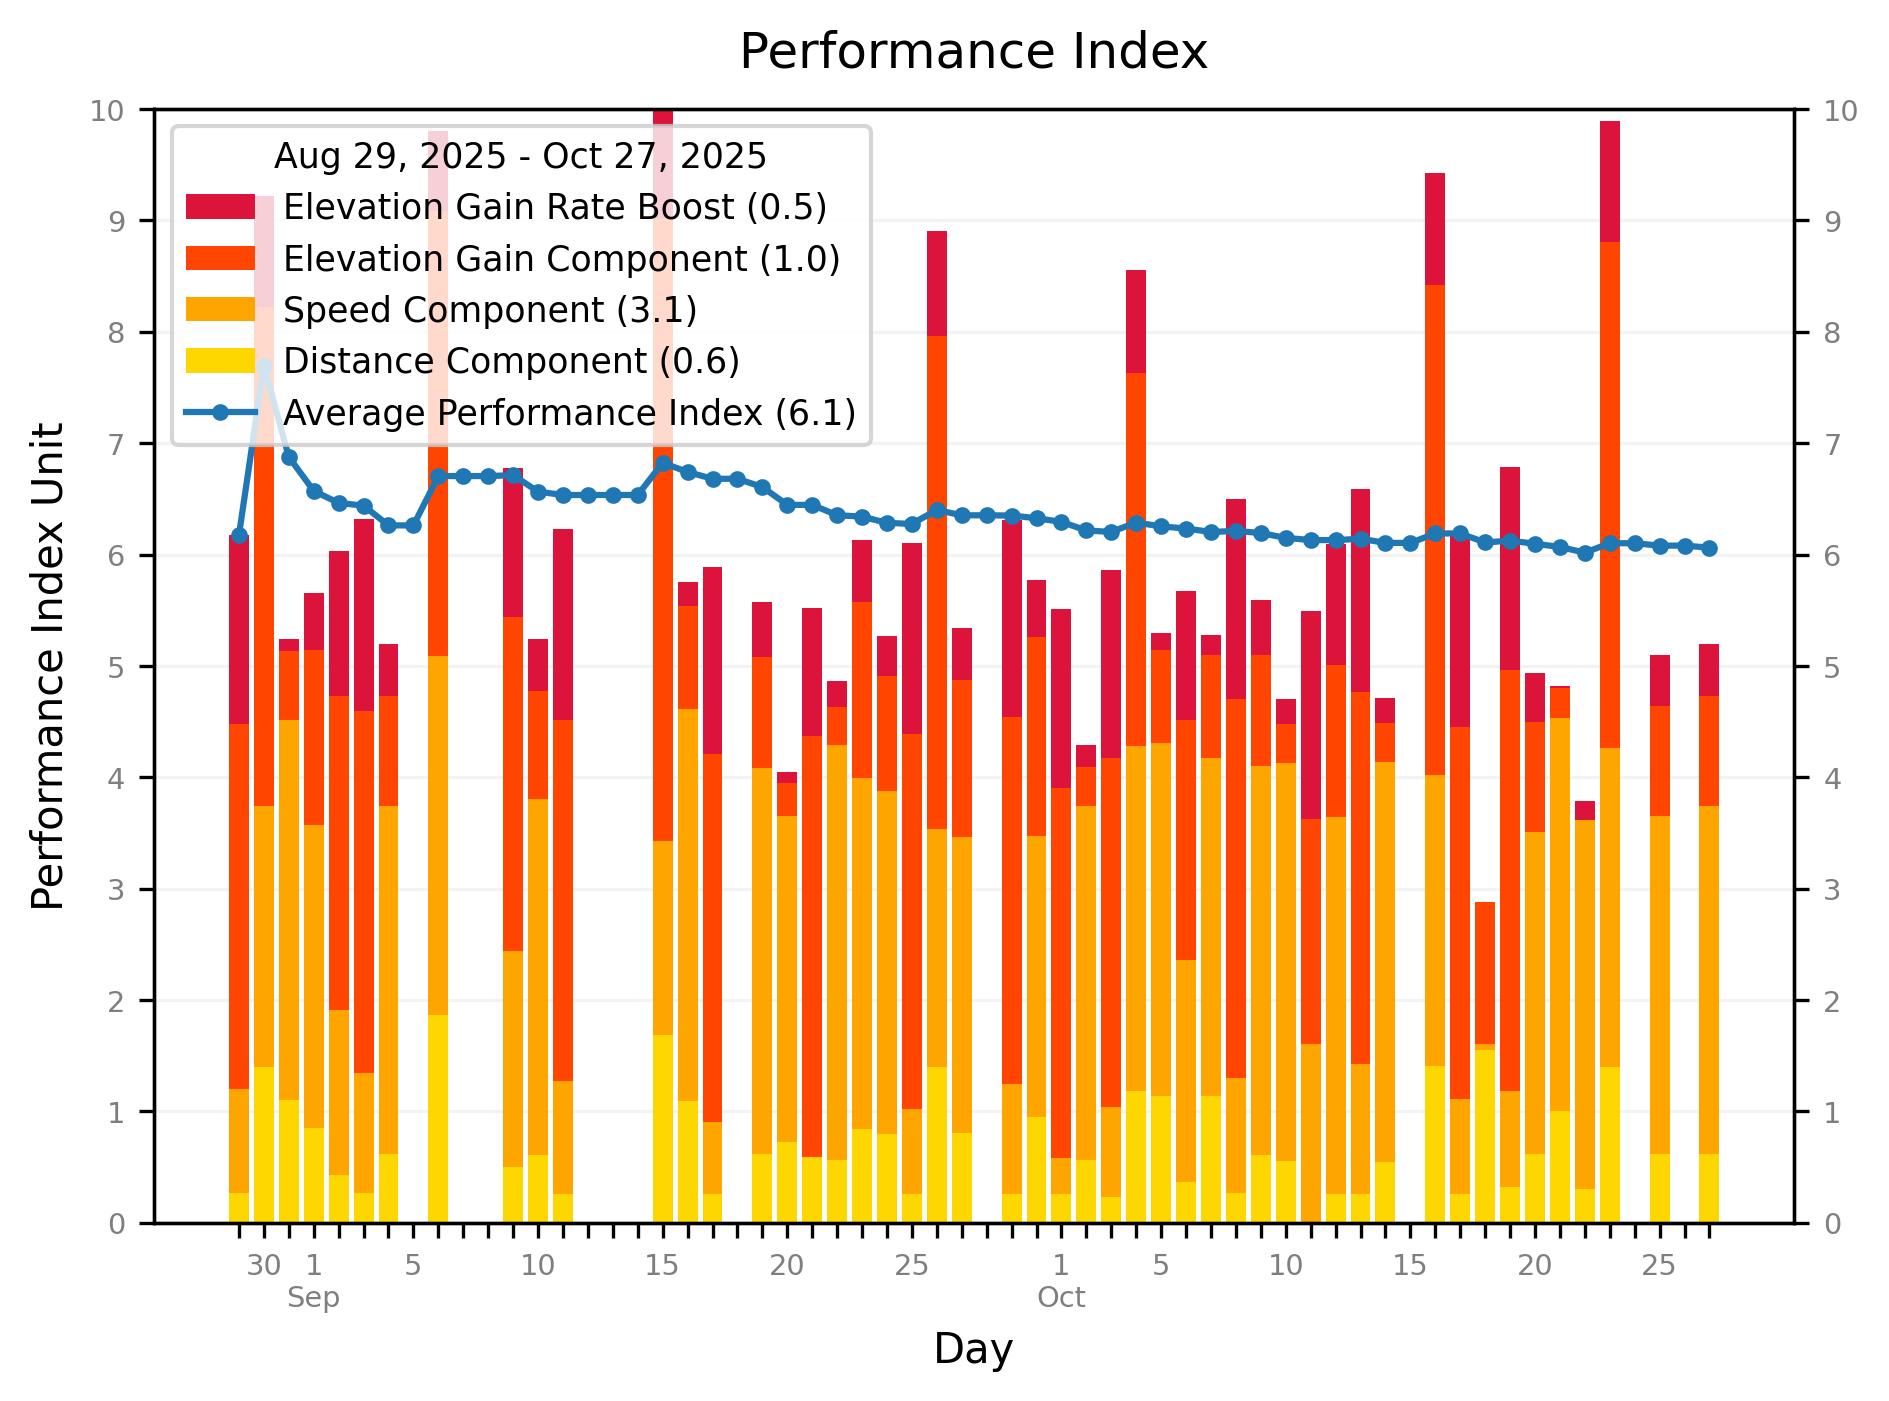 Performance Index
Aug 29, 2025 - Oct 27, 2025
Elevation Gain Rate Boost (0.5)
Elevation Gain Component (1.0)
Speed Component (3.1)
Distance Component (0.6)
Average Performance Index (6.1)
Performance Index Unit
10 10
9 9
8 8
7 7
6 6
5 5
4 4
3 3
2 2
1 1
0 0
30 1 5 10 15 20 25 1 5 10 15 20 25
Sep Oct
Day